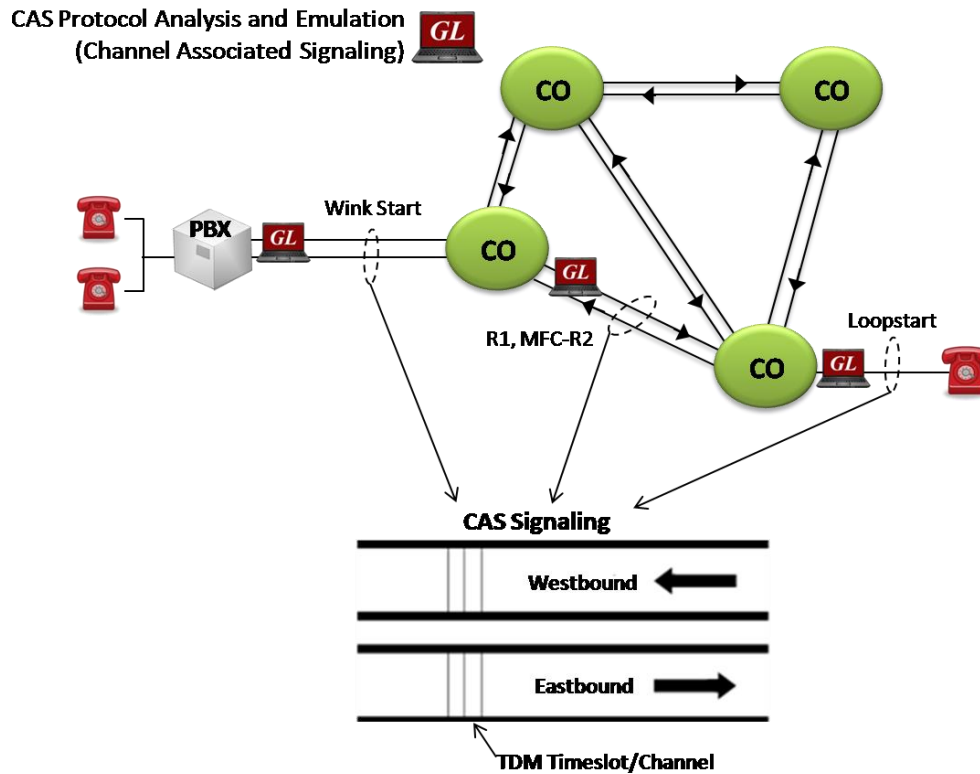 CAS Protocol Analysis and Emulation
(Channel Associated Signaling)
GL
CO
CO
Wink Start
PBX
GL
CO
GL
R1, MFC-R2
Loopstart
CO
GL
CAS Signaling
Westbound
Eastbound
TDM Timeslot/Channel